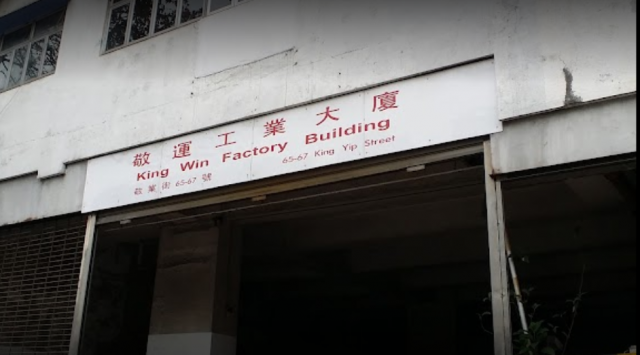 敬運工業大廈
King Win Factory Building
敬業街 65-67 號
65-67 King Yip Street